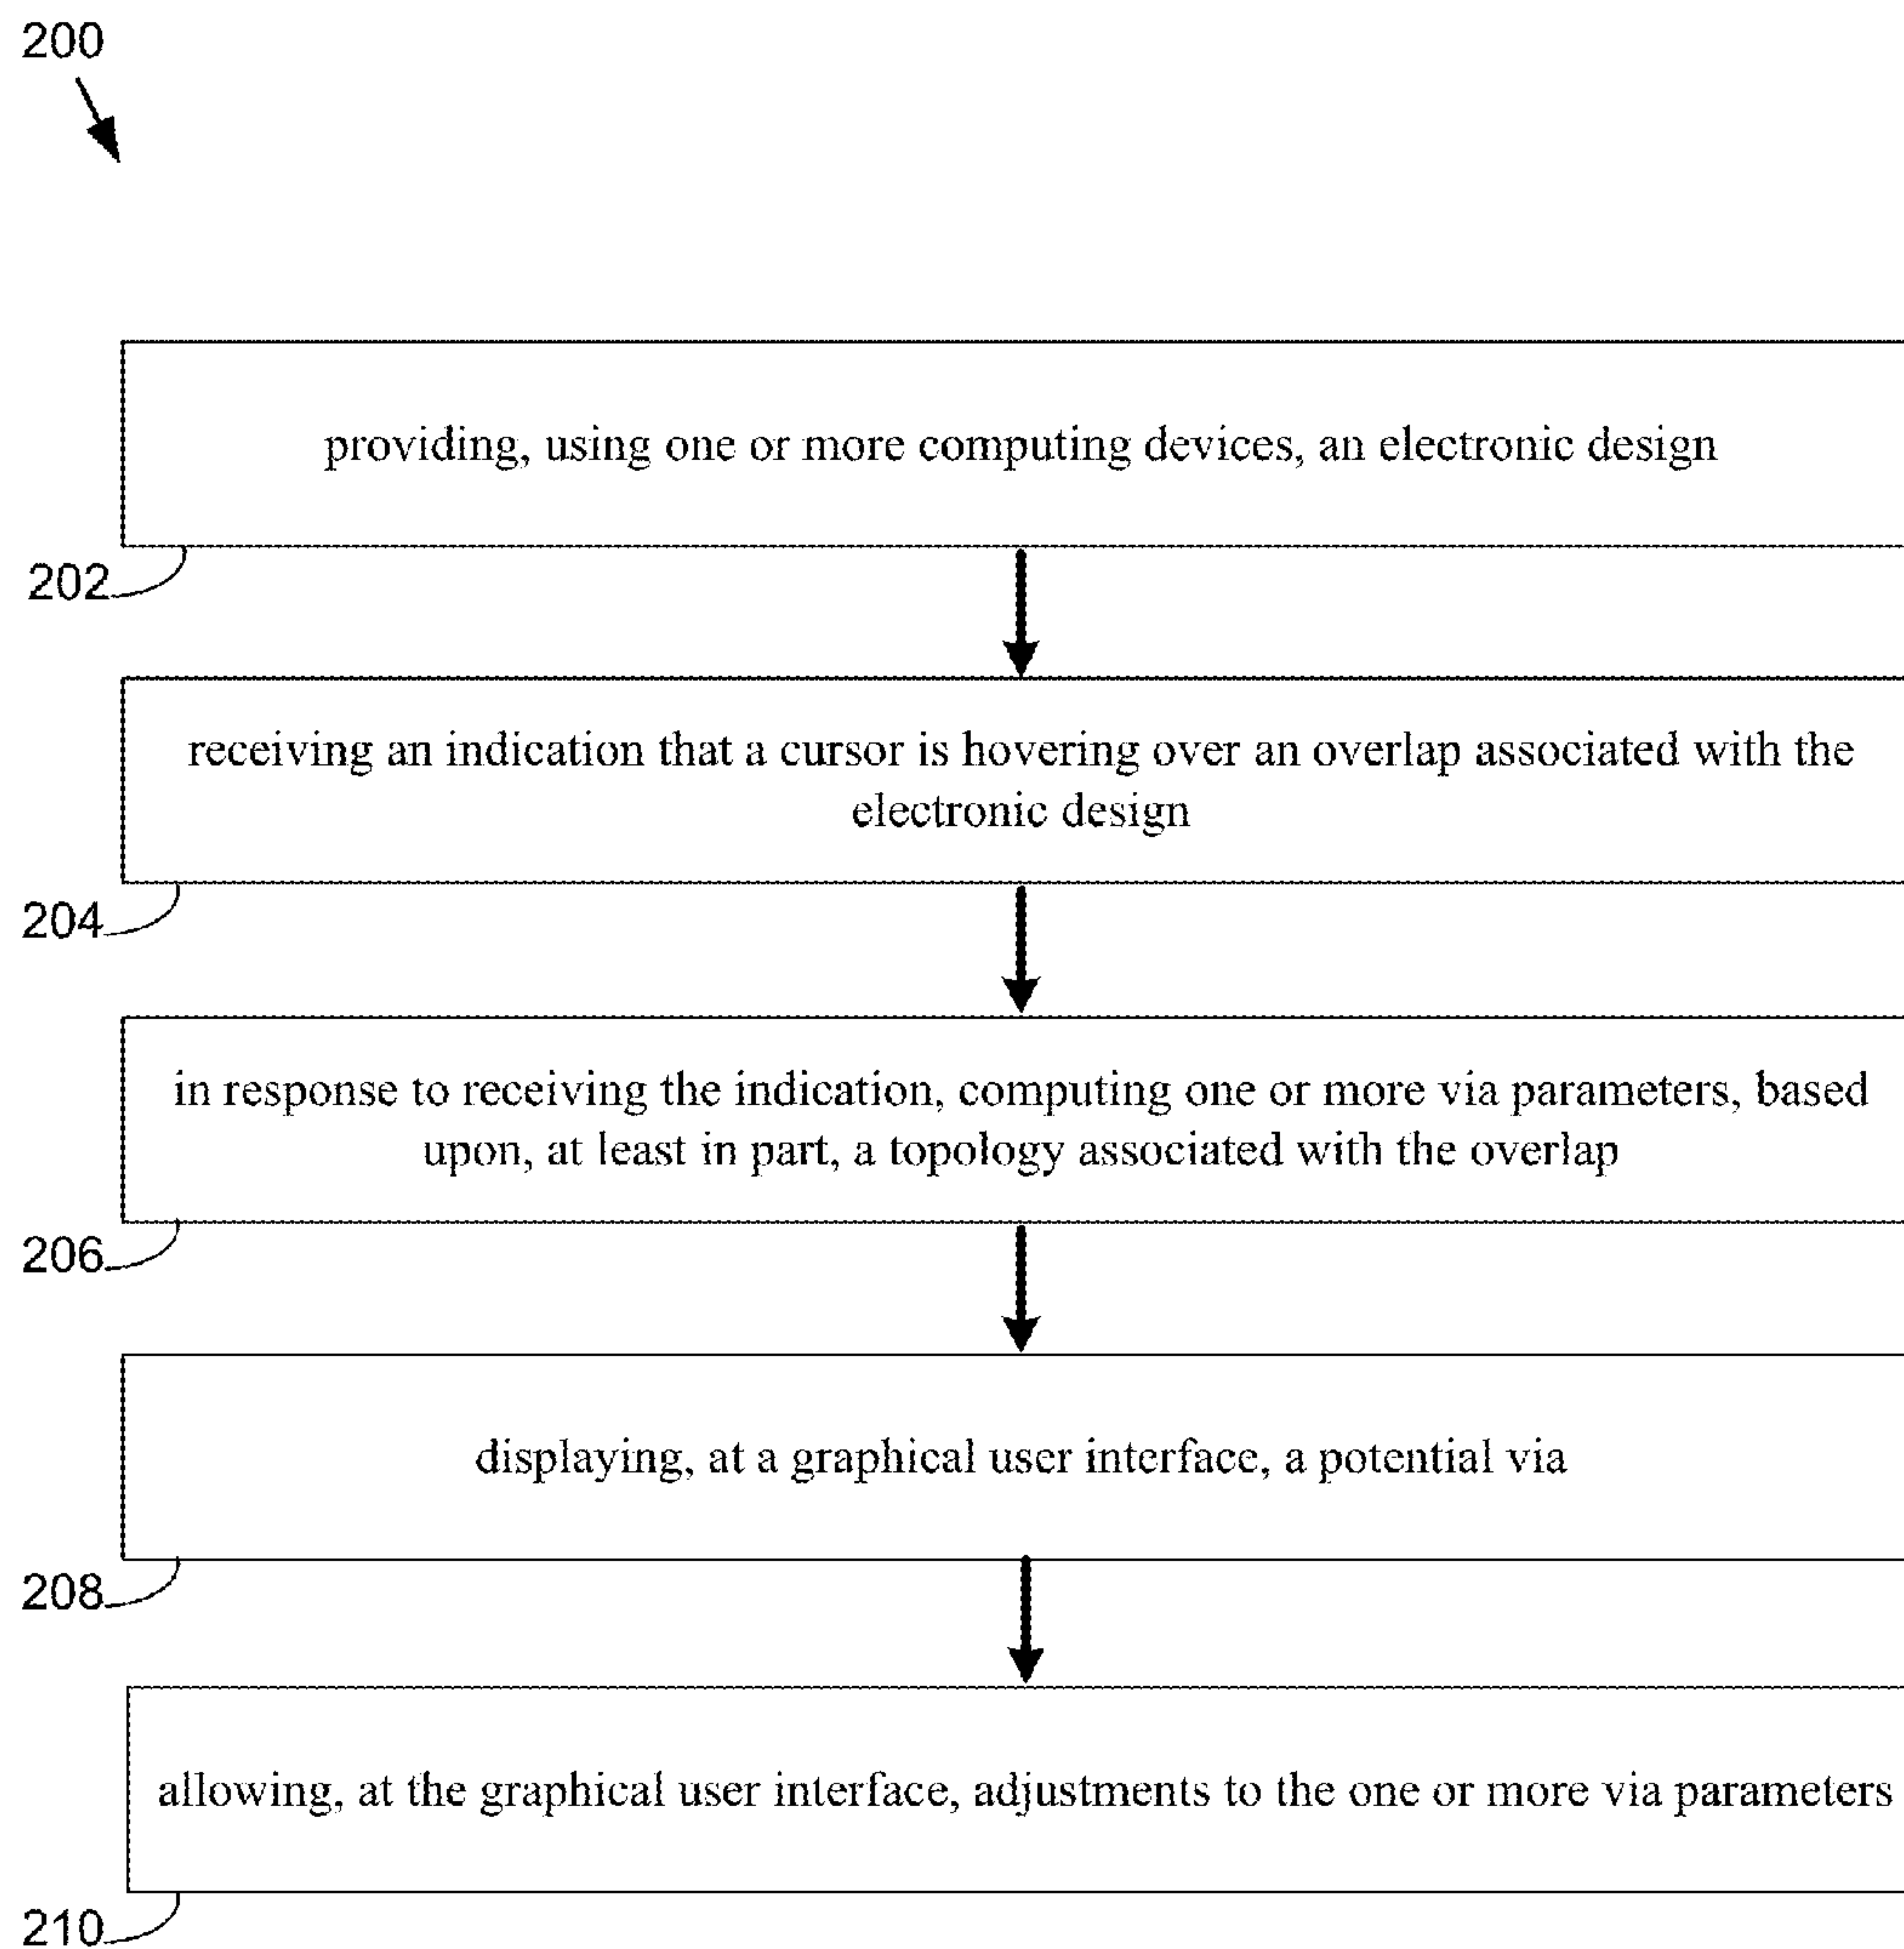 200
providing, using one or more computing devices, an electronic design
202
receiving an indication that a cursor is hovering over an overlap associated with the
electronic design
204
in response to receiving the indication, computing one or more via parameters, based
upon, at least in part, a topology associated with the overlap
206
displaying, at a graphical user interface, a potential via
208
allowing, at the graphical user interface, adjustments to the one or more via parameters
210